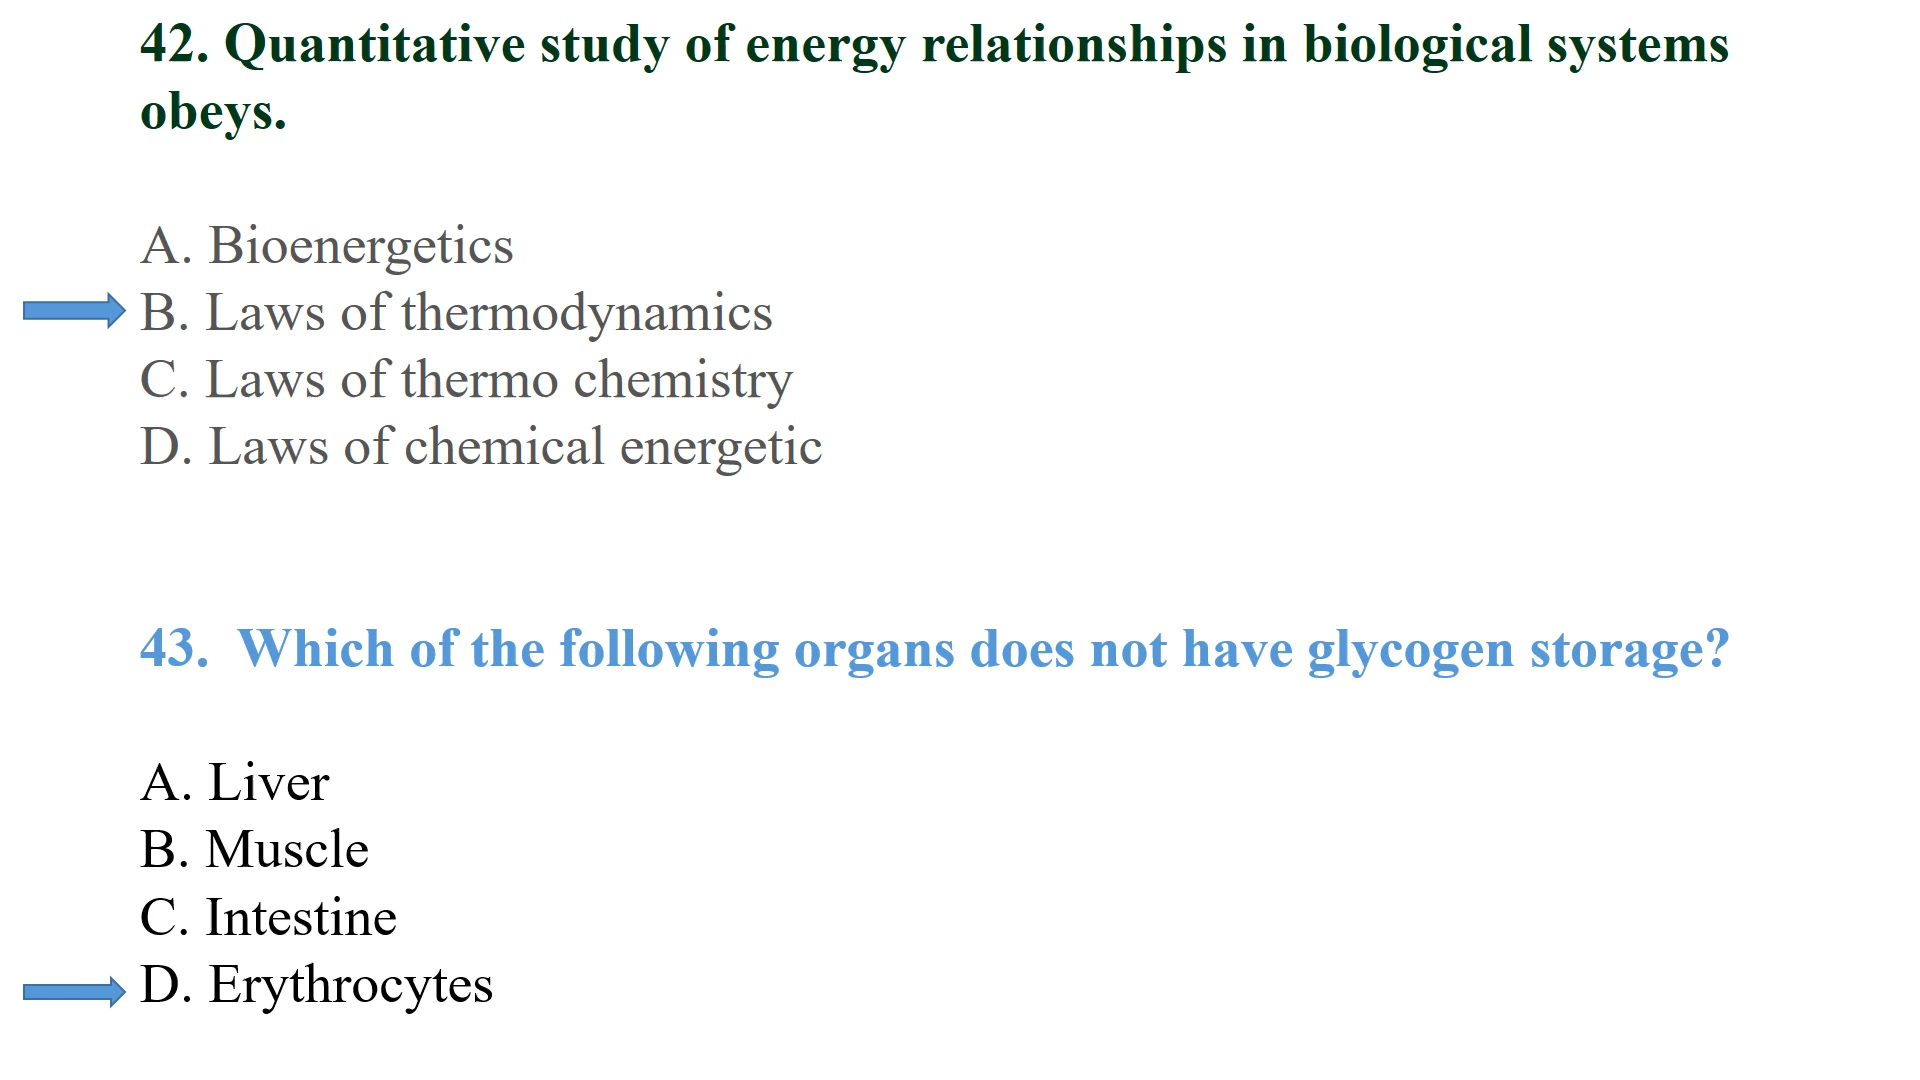 42. Quantitative study of energy relationships in biological systems
obeys.
A. Bioenergetics
B. Laws of thermodynamics
C. Laws of thermo chemistry
D. Laws of chemical energetic
43. Which of the following organs does not have glycogen storage?
A. Liver
B. Muscle
C. Intestine
D. Erythrocytes